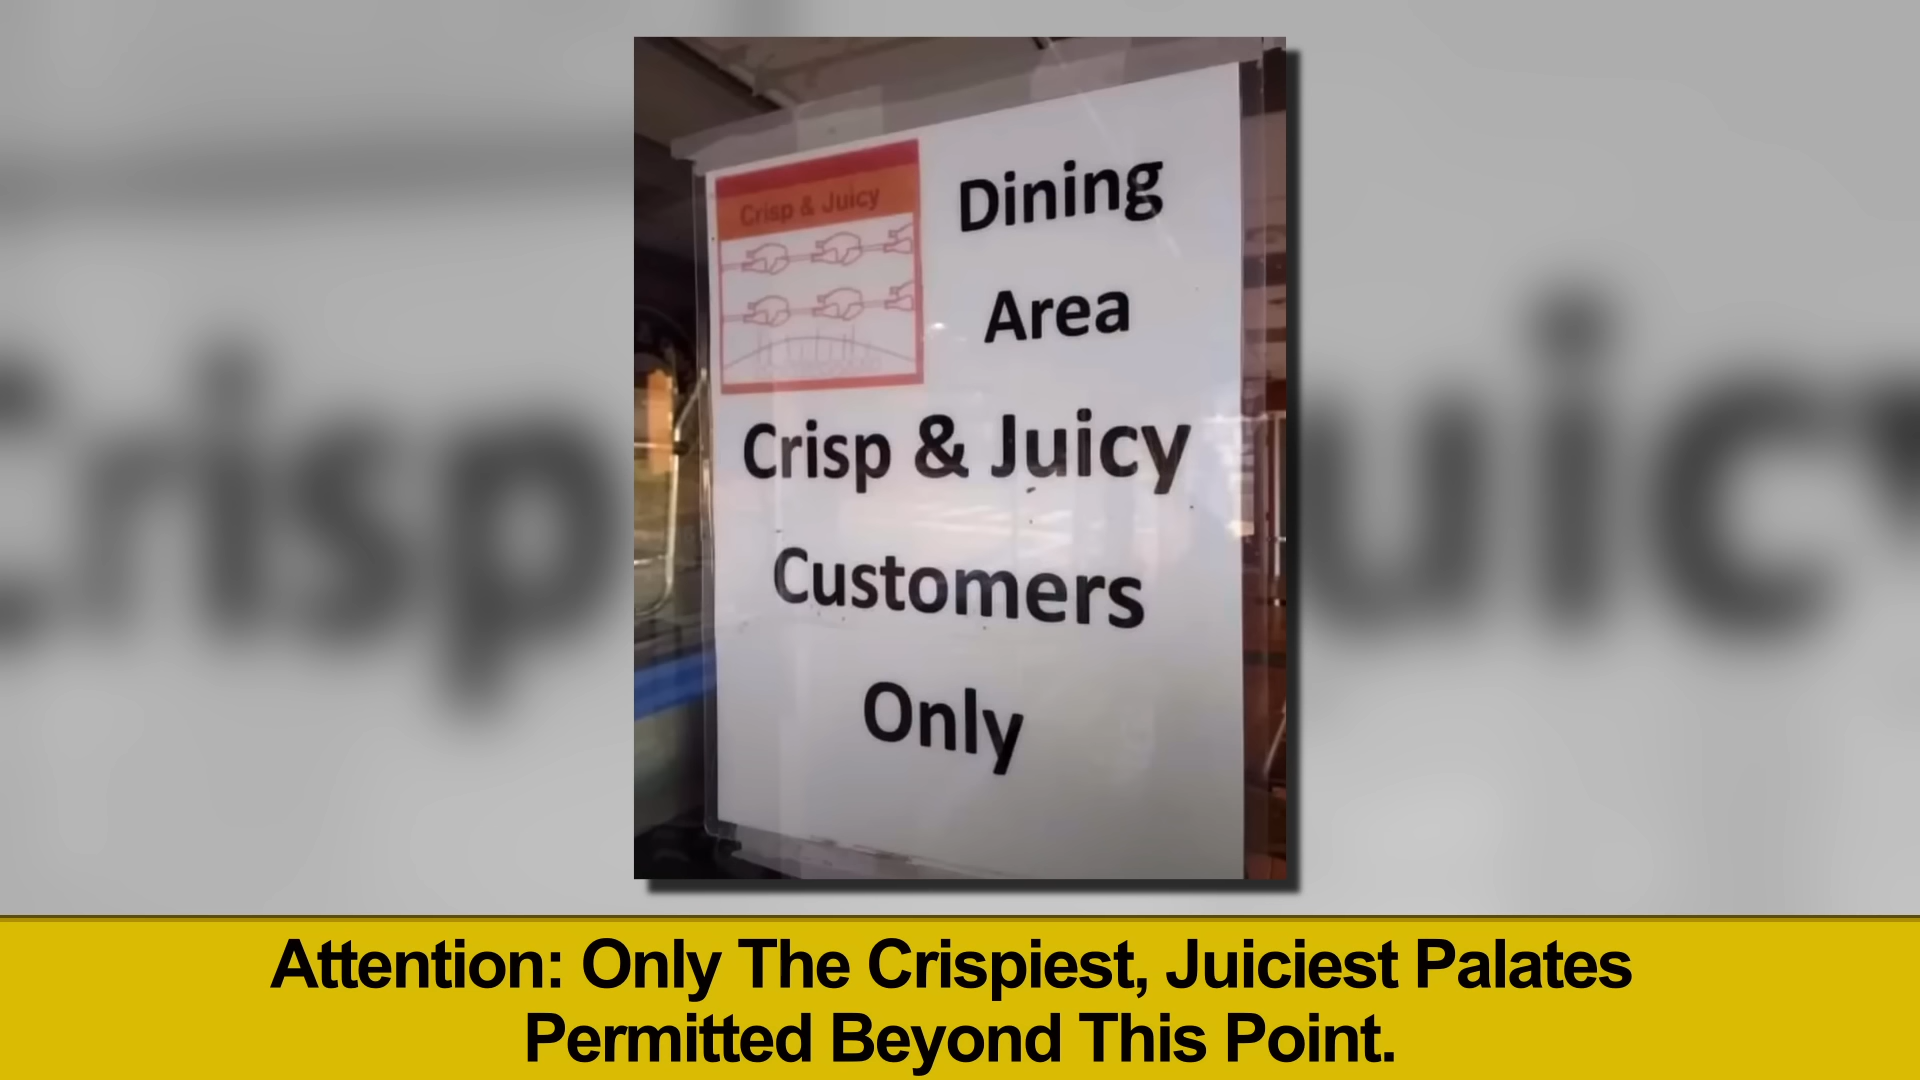 Crisp & Juicy
Dining
Area
Crisp & Juicy
Customers
Only
Attention: Only The Crispiest, Juiciest Palates
Permitted Beyond This Point.